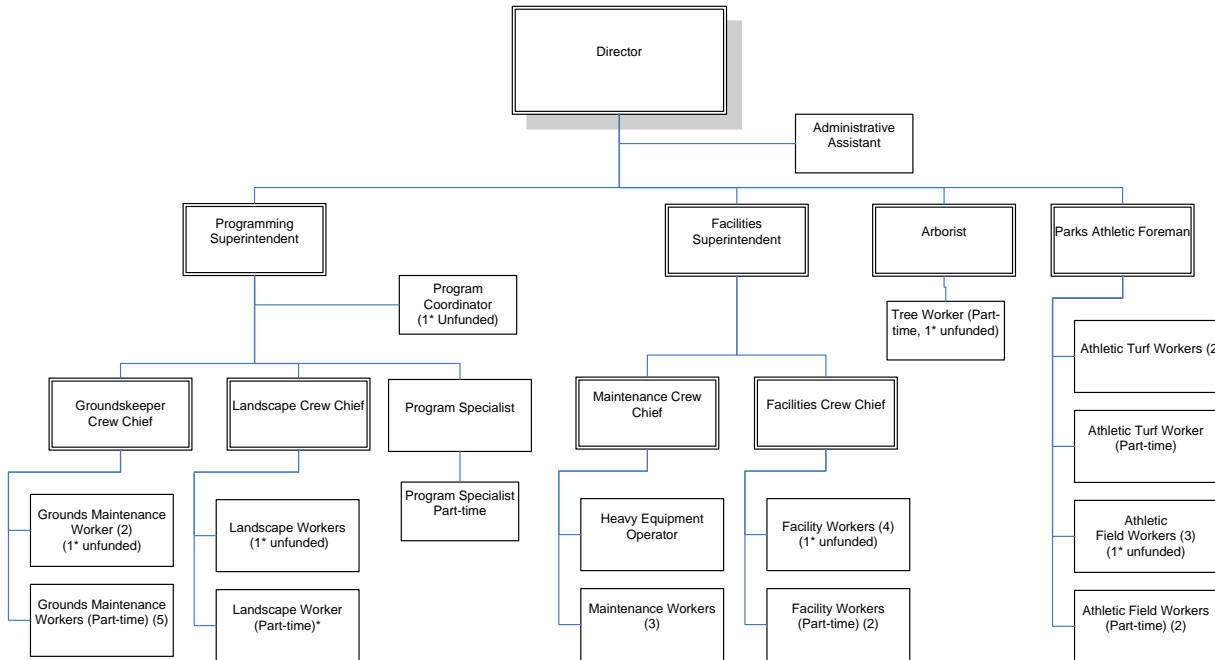 Director
Administrative
Assistant
Programming
Superintendent
Facilities
Superintendent
Arborist
Parks Athletic Foreman
Program
Coordinator
(1* Unfunded)
Tree Worker (Part-
time, 1* unfunded)
Groundskeeper
Crew Chief
Landscape Crew Chief
Program Specialist
Maintenance Crew
Chief
Facilities Crew Chief
Athletic Turf Workers (2
Athletic Turf Worker
(Part-time)
Program Specialist
Part-time
Grounds Maintenance
Worker (2)
(1* unfunded)
Landscape Workers
(1* unfunded)
Heavy Equipment
Operator
Facility Workers (4)
(1* unfunded)
Athletic
Field Workers (3)
(1* unfunded)
Grounds Maintenance
Workers (Part-time) (5)
Landscape Worker
(Part-time)*
Maintenance Workers
(3)
Facility Workers
(Part-time) (2)
Athletic Field Workers
(Part-time) (2)